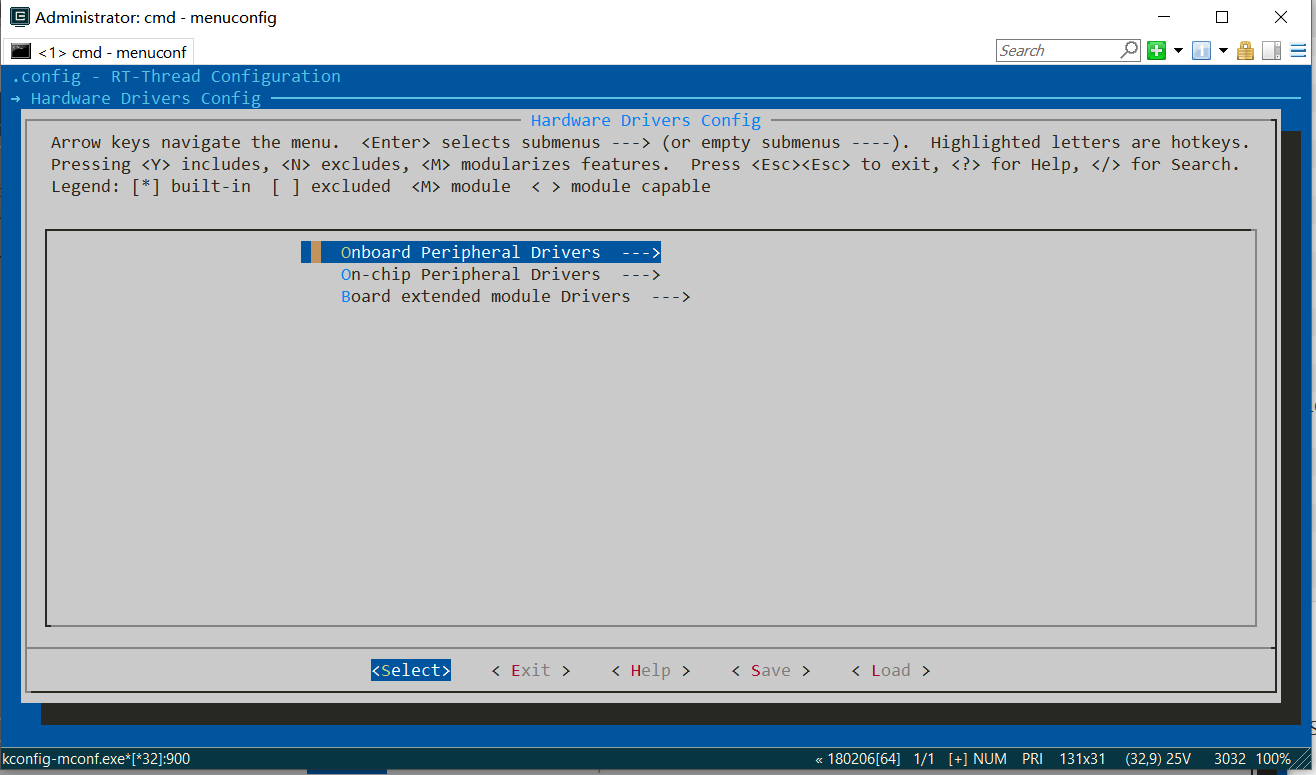 Administrator: cmd - menuconfig
<1> cmd - menuconf
Search
.config - RT-Thread Configuration
→ Hardware Drivers Config
Hardware Drivers Config
Arrow keys navigate the menu.  <Enter> selects submenus ---> (or empty submenus ----).  Highlighted letters are hotkeys.
Pressing <Y> includes, <N> excludes, <M> modularizes features.  Press <Esc><Esc> to exit, <?> for Help, </> for Search.
Legend: [*] built-in  [ ] excluded  <M> module  < > module capable
Onboard Peripheral Drivers  --->
On-chip Peripheral Drivers  --->
Board extended module Drivers  --->
<Select>    < Exit >    < Help >    < Save >    < Load >
kconfig-mconf.exe*[*32]:900    « 180206[64]  1/1  [+] NUM  PRI  131x31  (32,9) 25V  3032  100%